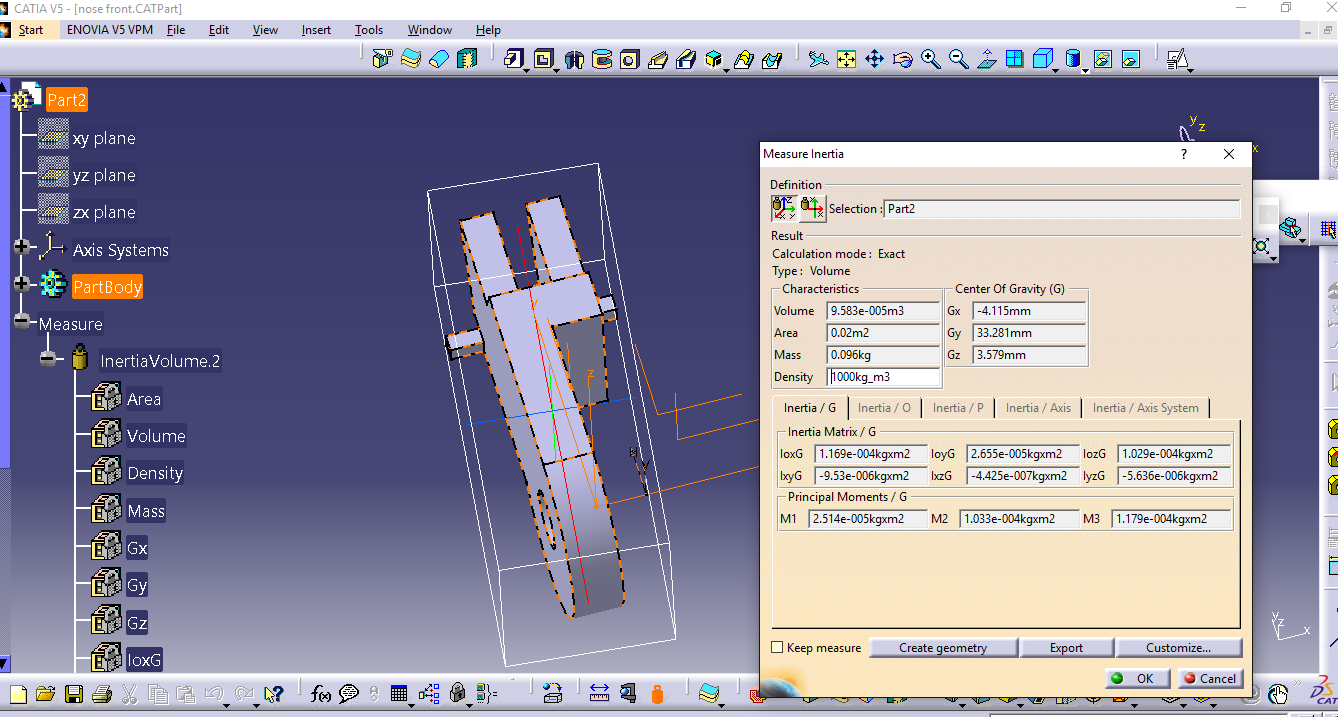 CATIA V5 - [nose front.CATPart]
Start ENOVIA V5 VPM File Edit View Insert Tools Window Help
Part2
xy plane
yz plane
zx plane
Axis Systems
PartBody
Measure
InertiaVolume.2
Area
Volume
Density
Mass
Gx
Gy
Gz
IoxG
Measure Inertia
?
Definition
Selection : Part2
Result
Calculation mode : Exact
Type : Volume
Characteristics Center Of Gravity (G)
Volume 9.583e-005m3 Gx -4.115mm
Area 0.02m2 Gy 33.281mm
Mass 0.096kg Gz 3.579mm
Density 1000kg_m3
Inertia / G Inertia / O Inertia / P Inertia / Axis Inertia / Axis System
Inertia Matrix / G
IoxG 1.169e-004kgxm2 IoyG 2.655e-005kgxm2 IozG 1.029e-004kgxm2
IxyG -9.53e-006kgxm2 IxzG -4.425e-007kgxm2 IyzG -5.636e-006kgxm2
Principal Moments / G
M1 2.514e-005kgxm2 M2 1.033e-004kgxm2 M3 1.179e-004kgxm2
Keep measure Create geometry Export Customize...
OK Cancel
y
z
x
z
y
z
x
f(x)
CAT